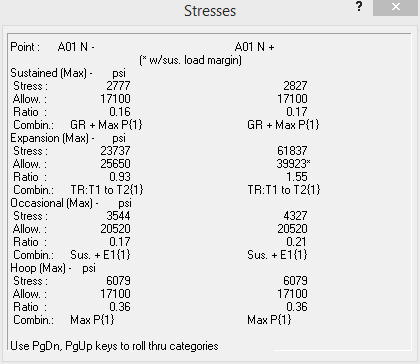 Stresses
? ×
Point : A01 N - A01 N +
(* w/sus. load margin)
Sustained (Max) - psi
Stress : 2777 2827
Allow. : 17100 17100
Ratio : 0.16 0.17
Combin.: GR + Max P{1} GR + Max P{1}
Expansion (Max) - psi
Stress : 23737 61837
Allow. : 25650 39923*
Ratio : 0.93 1.55
Combin.: TR:T1 to T2{1} TR:T1 to T2{1}
Occasional (Max) - psi
Stress : 3544 4327
Allow. : 20520 20520
Ratio : 0.17 0.21
Combin.: Sus. + E1{1} Sus. + E1{1}
Hoop (Max) - psi
Stress : 6079 6079
Allow. : 17100 17100
Ratio : 0.36 0.36
Combin.: Max P{1} Max P{1}
Use PgDn, PgUp keys to roll thru categories